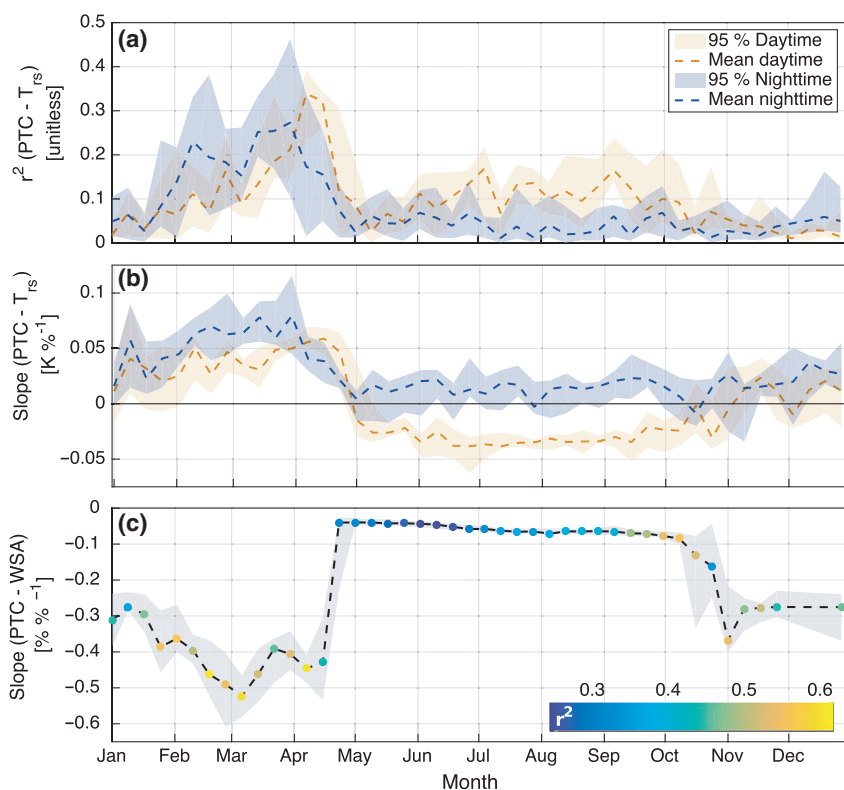 (a)
0.5
0.4
0.3
0.2
0.1
0
r² (PTC - Trs)
[unitless]
95 % Daytime
Mean daytime
95 % Nighttime
Mean nighttime
(b)
0.1
0.05
0
−0.05
Slope (PTC - Trs)
[K %⁻¹]
(c)
0
−0.1
−0.2
−0.3
−0.4
−0.5
−0.6
Slope (PTC - WSA)
[% %⁻¹]
0.3 0.4 0.5 0.6
r²
Jan Feb Mar Apr May Jun Jul Aug Sep Oct Nov Dec
Month